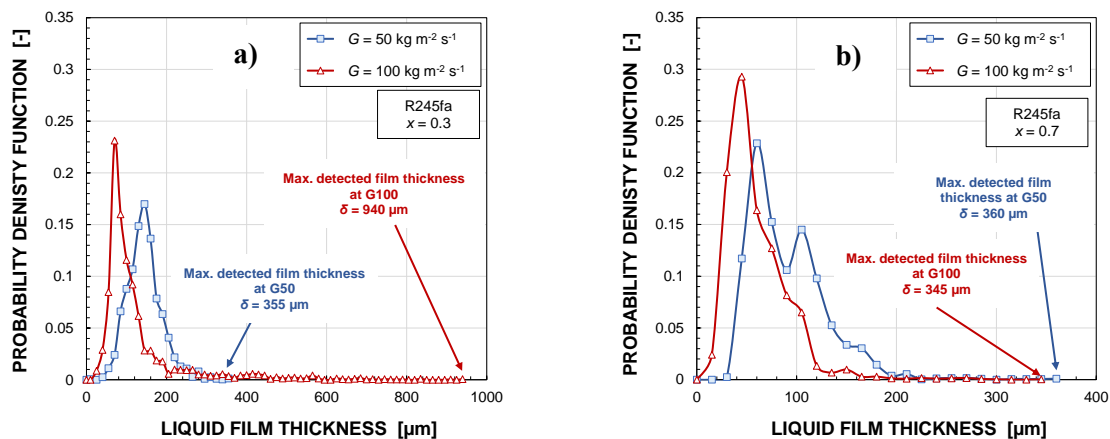 a)
PROBABILITY DENISTY FUNCTION [-]
0.35
0.3
0.25
0.2
0.15
0.1
0.05
0
G = 50 kg m-2 s-1
G = 100 kg m-2 s-1
R245fa
x = 0.3
Max. detected film thickness
at G100
δ = 940 µm
Max. detected film thickness
at G50
δ = 355 µm
0 200 400 600 800 1000
LIQUID FILM THICKNESS [µm]
b)
PROBABILITY DENSITY FUNCTION [-]
0.35
0.3
0.25
0.2
0.15
0.1
0.05
0
G = 50 kg m-2 s-1
G = 100 kg m-2 s-1
R245fa
x = 0.7
Max. detected film
thickness at G50
δ = 360 µm
Max. detected film thickness
at G100
δ = 345 µm
0 100 200 300 400
LIQUID FILM THICKNESS [µm]